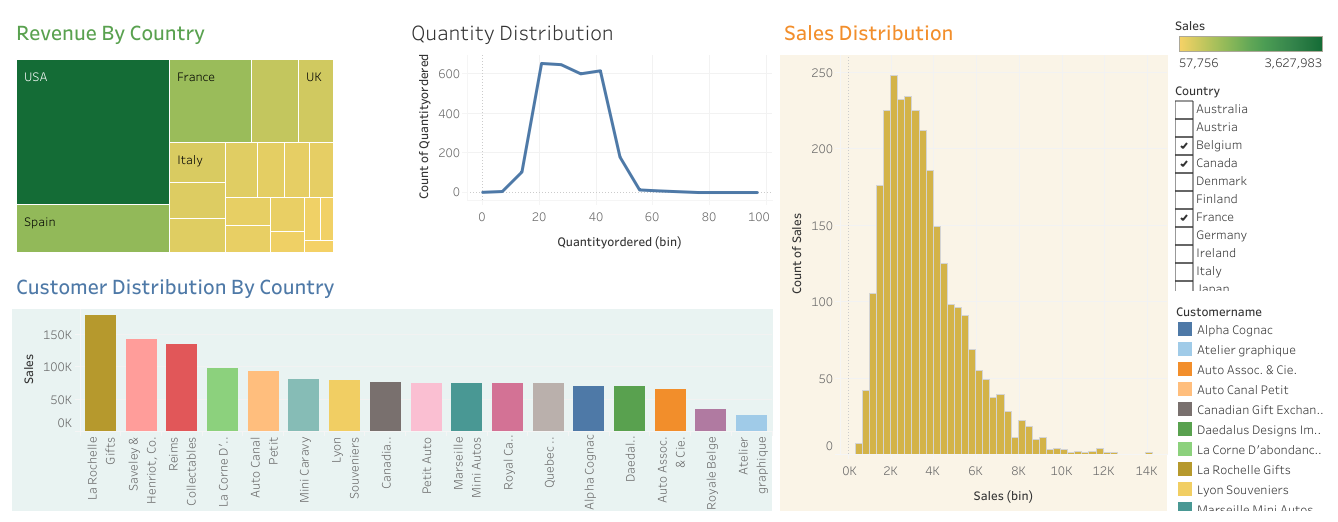 Revenue By Country
USA
France
UK
Italy
Spain
Quantity Distribution
Count of Quantityordered
600
400
200
0
0
20
40
60
80
100
Quantityordered (bin)
Sales Distribution
Count of Sales
250
200
150
100
50
0
0K
2K
4K
6K
8K
10K
12K
14K
Sales (bin)
Customer Distribution By Country
Sales
150K
100K
50K
0K
La Rochelle
Gifts
Saveley &
Henriot, Co.
Reims
Collectables
La Corne D'..
Auto Canal
Petit
Mini Caravy
Lyon
Souveniers
Canadia..
Petit Auto
Marseille
Mini Autos
Royal Ca..
Quebec..
Alpha Cognac
Daedal..
Auto Assoc.
& Cie.
Royale Belge
Atelier
graphique
Sales
57,756
3,627,983
Country
Australia
Austria
Belgium
Canada
Denmark
Finland
France
Germany
Ireland
Italy
Japan
Customername
Alpha Cognac
Atelier graphique
Auto Assoc. & Cie.
Auto Canal Petit
Canadian Gift Exchan..
Daedalus Designs Im..
La Corne D'abondanc..
La Rochelle Gifts
Lyon Souveniers
Marseille Mini Autos